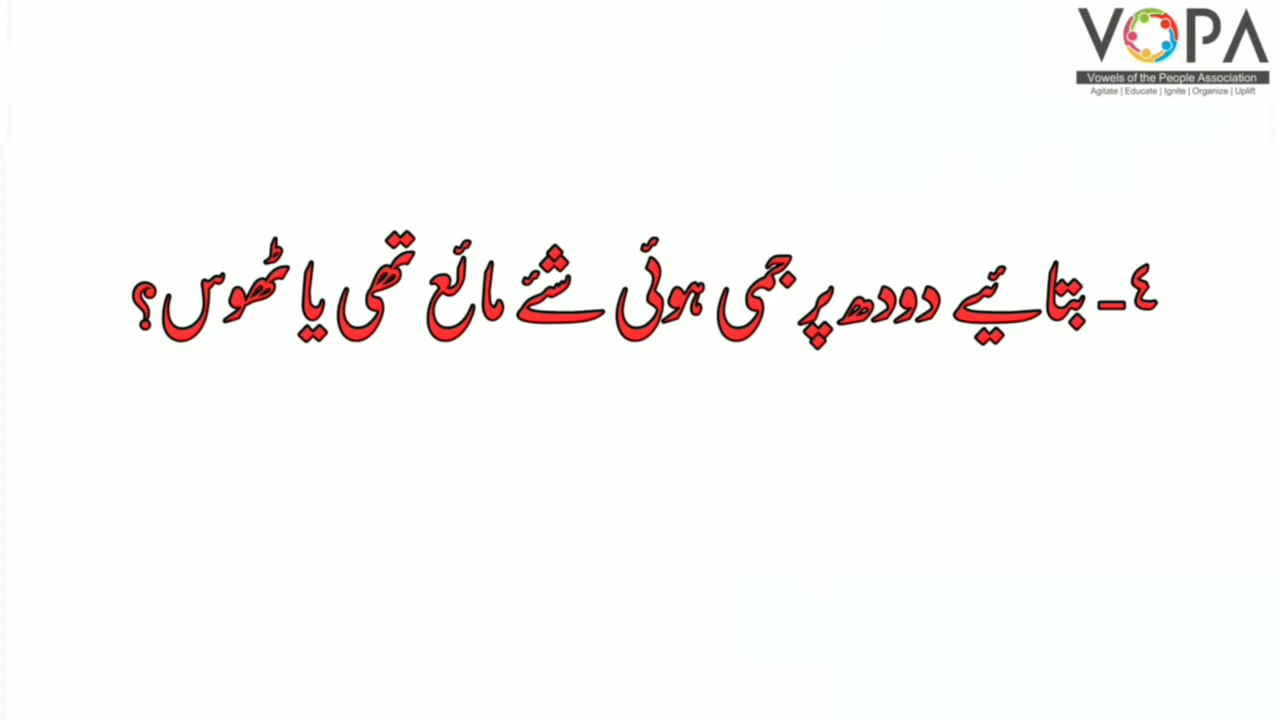 VOPA
Vowels of the People Association
Agitate | Educate | Ignite | Organize | Uplift
٤۔ بتائیے دودھ پر جمی ہوئی شئے مائع تھی یا ٹھوس؟